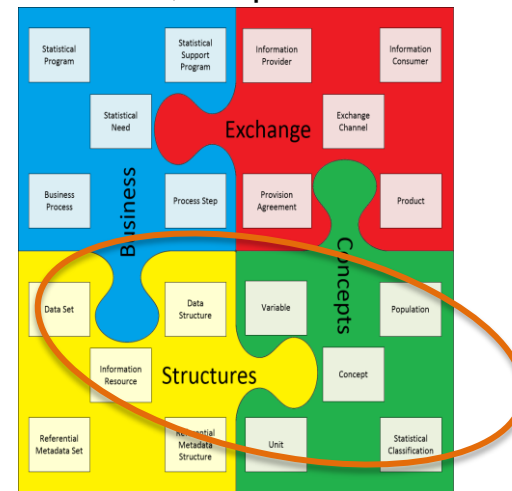 Statistical
Program
Statistical
Support
Program
Information
Provider
Information
Consumer
Statistical
Need
Exchange
Exchange
Channel
Business
Business
Process
Process Step
Provision
Agreement
Product
Concepts
Data Set
Data
Structure
Variable
Population
Information
Resource
Structures
Concept
Referential
Metadata Set
Referential
Metadata
Structure
Unit
Statistical
Classification